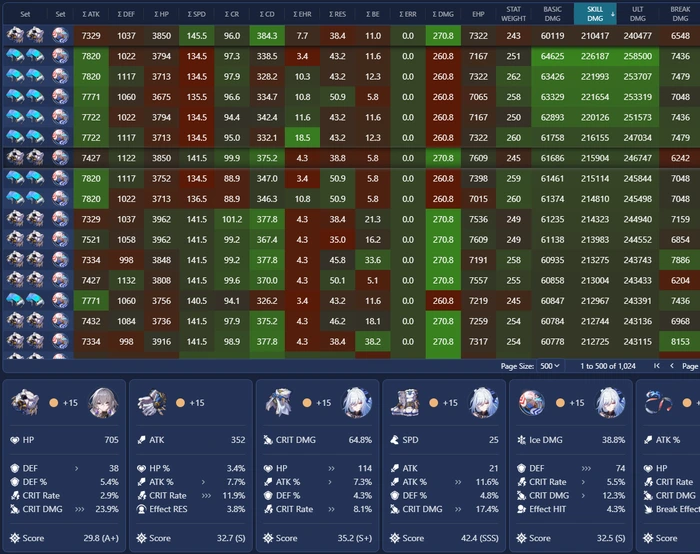 Set Set Σ ATK Σ DEF Σ HP Σ SPD Σ CR Σ CD Σ EHR Σ RES Σ BE Σ ERR Σ DMG EHP STAT WEIGHT BASIC DMG SKILL DMG ULT DMG BREAK DMG
7329 1037 3850 145.5 96.0 384.3 7.7 38.4 11.0 0.0 270.8 7322 243 60119 210417 240477 6548
7820 1022 3794 134.5 97.3 338.5 3.4 43.2 11.6 0.0 260.8 7167 251 64625 226187 258500 7436
7820 1117 3713 134.5 97.9 328.2 10.3 43.2 12.3 0.0 260.8 7322 262 63426 221993 253707 7479
7771 1060 3675 135.5 96.6 334.7 10.8 50.9 5.8 0.0 260.8 7065 258 63329 221654 253319 7048
7722 1022 3794 134.5 94.4 342.4 11.6 43.2 11.6 0.0 260.8 7167 250 62893 220126 251573 7436
7722 1117 3713 134.5 95.0 332.1 18.5 43.2 12.3 0.0 260.8 7322 260 61758 216155 247034 7479
7427 1122 3850 141.5 99.9 375.2 4.3 38.8 5.8 0.0 270.8 7609 245 61686 215904 246747 6242
7820 1117 3752 134.5 88.9 347.0 3.4 50.9 5.8 0.0 260.8 7398 259 61461 215114 245844 7048
7820 1022 3713 136.5 88.9 346.3 10.8 50.9 5.8 0.0 260.8 7015 260 61374 214810 245498 7048
7329 1037 3962 141.5 101.2 377.8 4.3 38.4 21.3 0.0 270.8 7536 249 61235 214323 244940 7159
7521 1058 3962 141.5 99.2 367.4 4.3 35.0 16.2 0.0 270.8 7609 249 61138 213983 244552 6854
7334 998 3848 141.5 99.2 377.8 4.3 45.8 13.6 0.0 270.8 7191 258 60935 213275 243743 7886
7427 1132 3808 141.5 99.6 370.0 4.3 50.1 5.1 0.0 270.8 7557 255 60858 213004 243433 6204
7771 1060 3756 140.5 94.1 326.2 3.4 43.2 11.6 0.0 260.8 7219 245 60847 212967 243391 7436
7432 1084 3736 141.5 97.9 375.2 4.3 46.2 18.1 0.0 270.8 7259 254 60784 212744 243136 6968
7334 998 3916 141.5 98.9 377.8 4.3 38.4 38.2 0.0 270.8 7317 254 60778 212725 243115 8153
Page Size: 500 1 to 500 of 1,024 Page
+15 +15 +15 +15 +15
HP 705 ATK 352 CRIT DMG 64.8% SPD 25 Ice DMG 38.8% ATK %
DEF › 38 HP % 3.4% HP ›› 114 ATK 21 DEF ›› 74 HP
DEF % 5.4% ATK % › 7.7% ATK % › 7.3% ATK % ›› 11.6% CRIT Rate › 5.5% CRIT Rate
CRIT Rate 2.9% CRIT Rate ››› 11.9% DEF % 4.3% DEF % 4.8% CRIT DMG › 12.3% CRIT DMG
CRIT DMG ››› 23.9% Effect RES 3.8% CRIT Rate ›› 8.1% CRIT DMG ›› 17.4% Effect HIT 4.3% Break Effect
Score 29.8 (A+) Score 32.7 (S) Score 35.2 (S+) Score 42.4 (SSS) Score 32.5 (S) Score